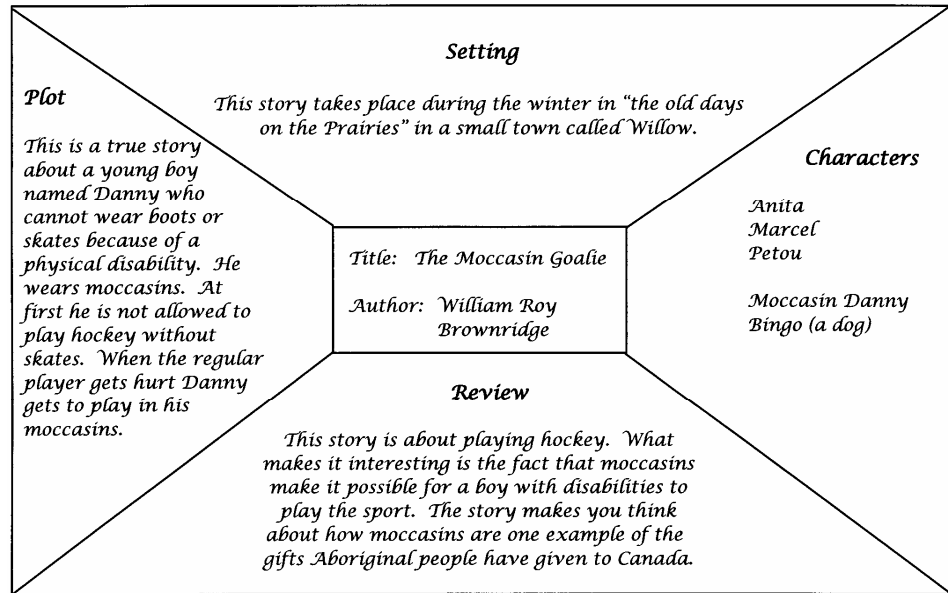 Setting
This story takes place during the winter in “the old days
on the Prairies” in a small town called Willow.
Plot
This is a true story
about a young boy
named Danny who
cannot wear boots or
skates because of a
physical disability. He
wears moccasins. At
first he is not allowed to
play hockey without
skates. When the regular
player gets hurt Danny
gets to play in his
moccasins.
Title: The Moccasin Goalie
Author: William Roy
Brownridge
Characters
Anita
Marcel
Petou
Moccasin Danny
Bingo (a dog)
Review
This story is about playing hockey. What
makes it interesting is the fact that moccasins
make it possible for a boy with disabilities to
play the sport. The story makes you think
about how moccasins are one example of the
gifts Aboriginal people have given to Canada.